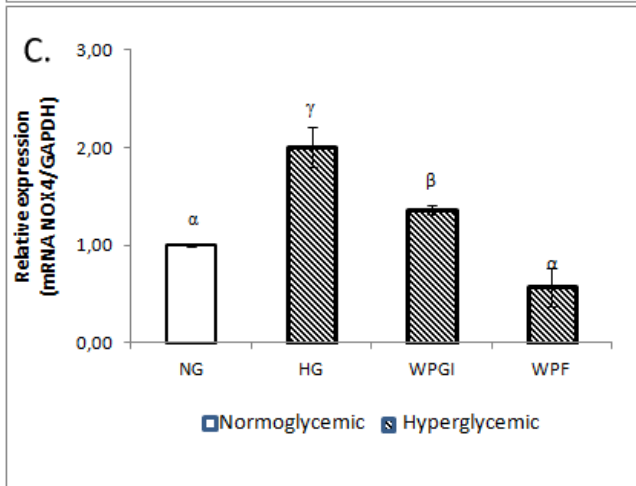 C.
Relative expression
(mRNA NOX4/GAPDH)
3,00
2,00
1,00
0,00
α
γ
β
α
NG HG WPGI WPF
Normoglycemic Hyperglycemic